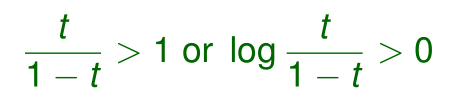 t/(1 − t) > 1 or log t/(1 − t) > 0